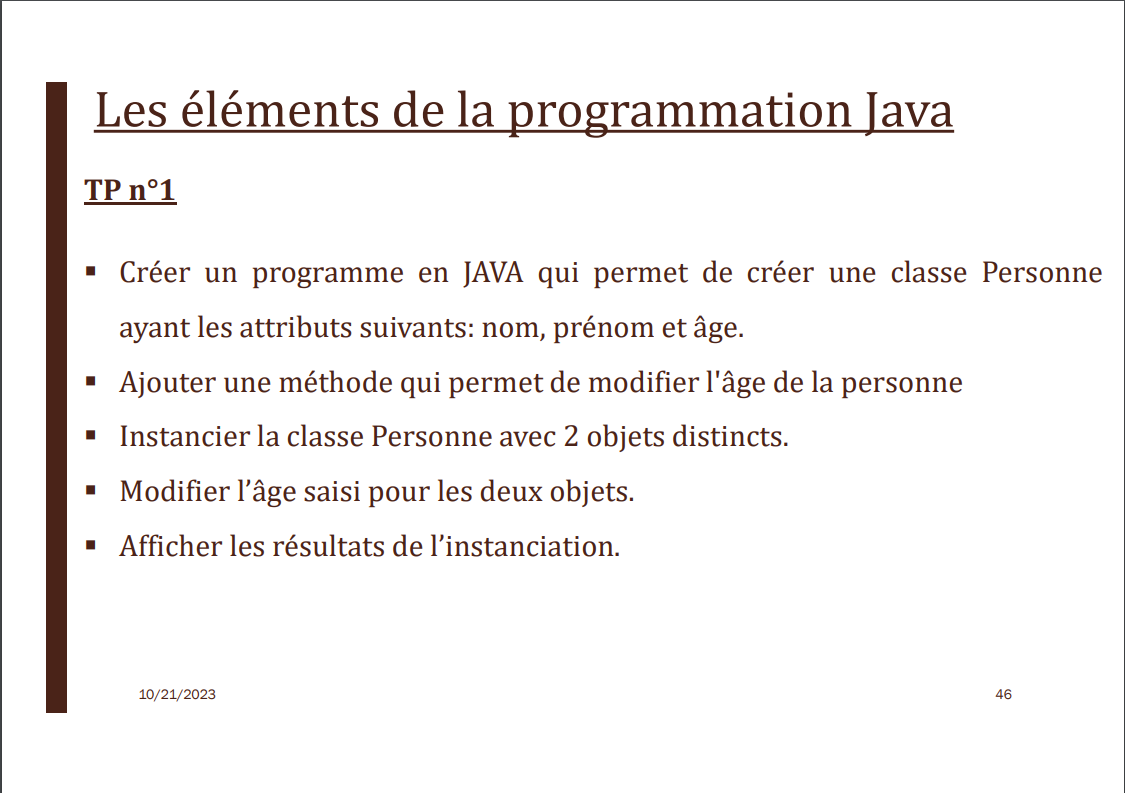 Les éléments de la programmation Java
TP n°1
▪ Créer un programme en JAVA qui permet de créer une classe Personne
ayant les attributs suivants: nom, prénom et âge.
▪ Ajouter une méthode qui permet de modifier l'âge de la personne
▪ Instancier la classe Personne avec 2 objets distincts.
▪ Modifier l’âge saisi pour les deux objets.
▪ Afficher les résultats de l’instanciation.
10/21/2023 46